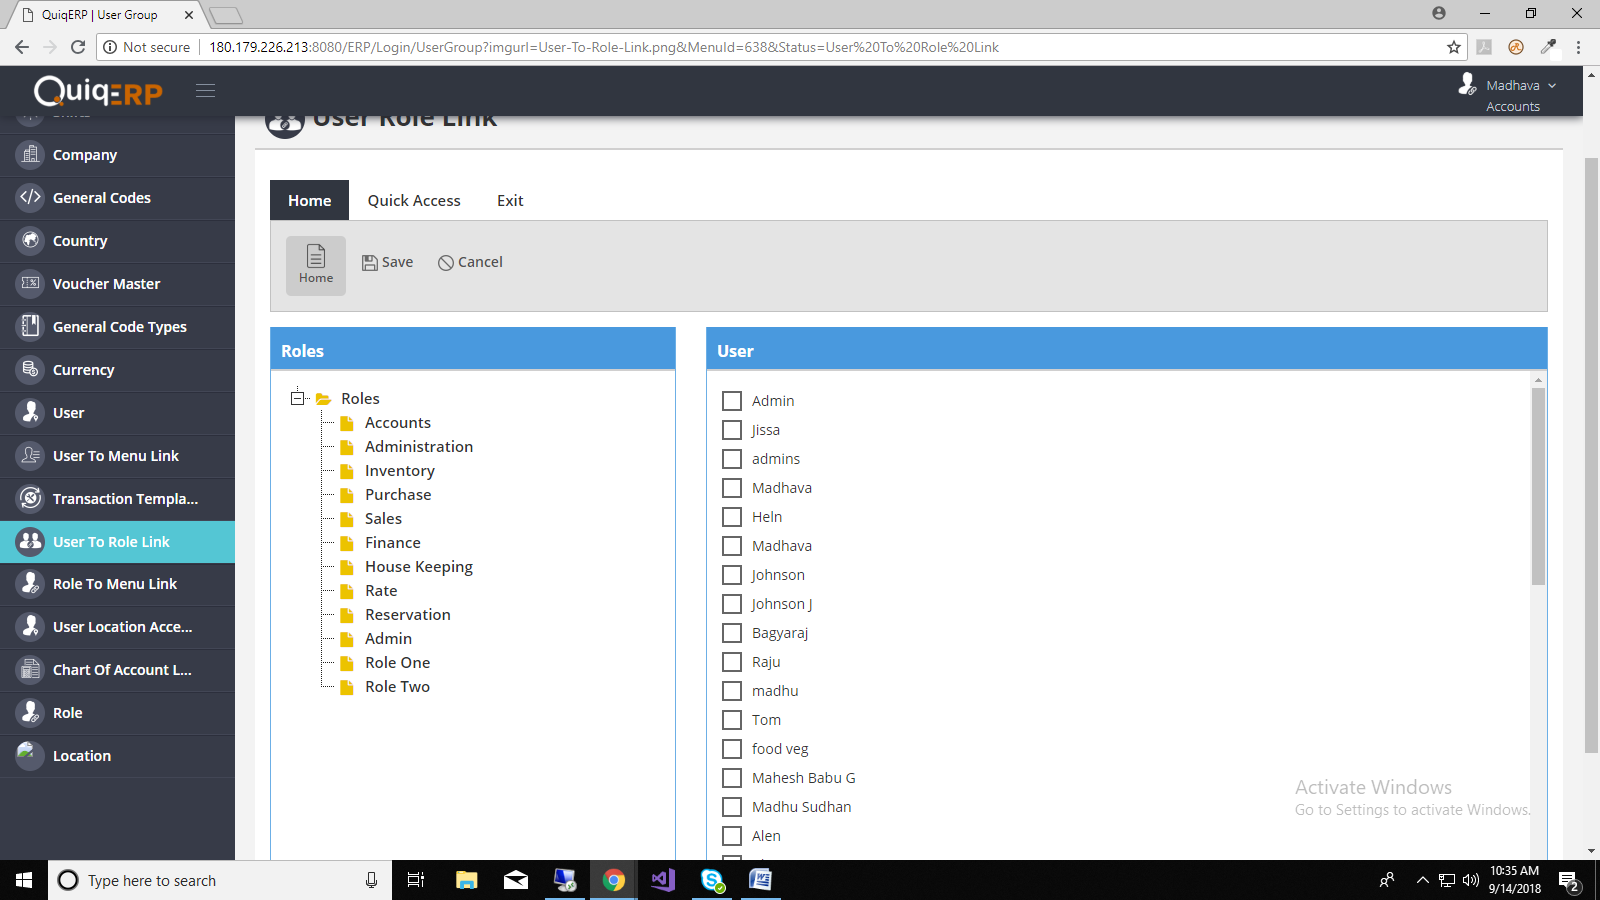 QuiqERP | User Group
Not secure
180.179.226.213:8080/ERP/Login/UserGroup?imgurl=User-To-Role-Link.png&MenuId=638&Status=User%20To%20Role%20Link
QuiqERP
Madhava
Accounts
User Role Link
Company
General Codes
Country
Voucher Master
General Code Types
Currency
User
User To Menu Link
Transaction Templa...
User To Role Link
Role To Menu Link
User Location Acce...
Chart Of Account L...
Role
Location
Home
Quick Access
Exit
Home
Save
Cancel
Roles
Roles
Accounts
Administration
Inventory
Purchase
Sales
Finance
House Keeping
Rate
Reservation
Admin
Role One
Role Two
User
Admin
Jissa
admins
Madhava
Heln
Madhava
Johnson
Johnson J
Bagyaraj
Raju
madhu
Tom
food veg
Mahesh Babu G
Madhu Sudhan
Alen
Activate Windows
Go to Settings to activate Windows.
Type here to search
10:35 AM
9/14/2018
2